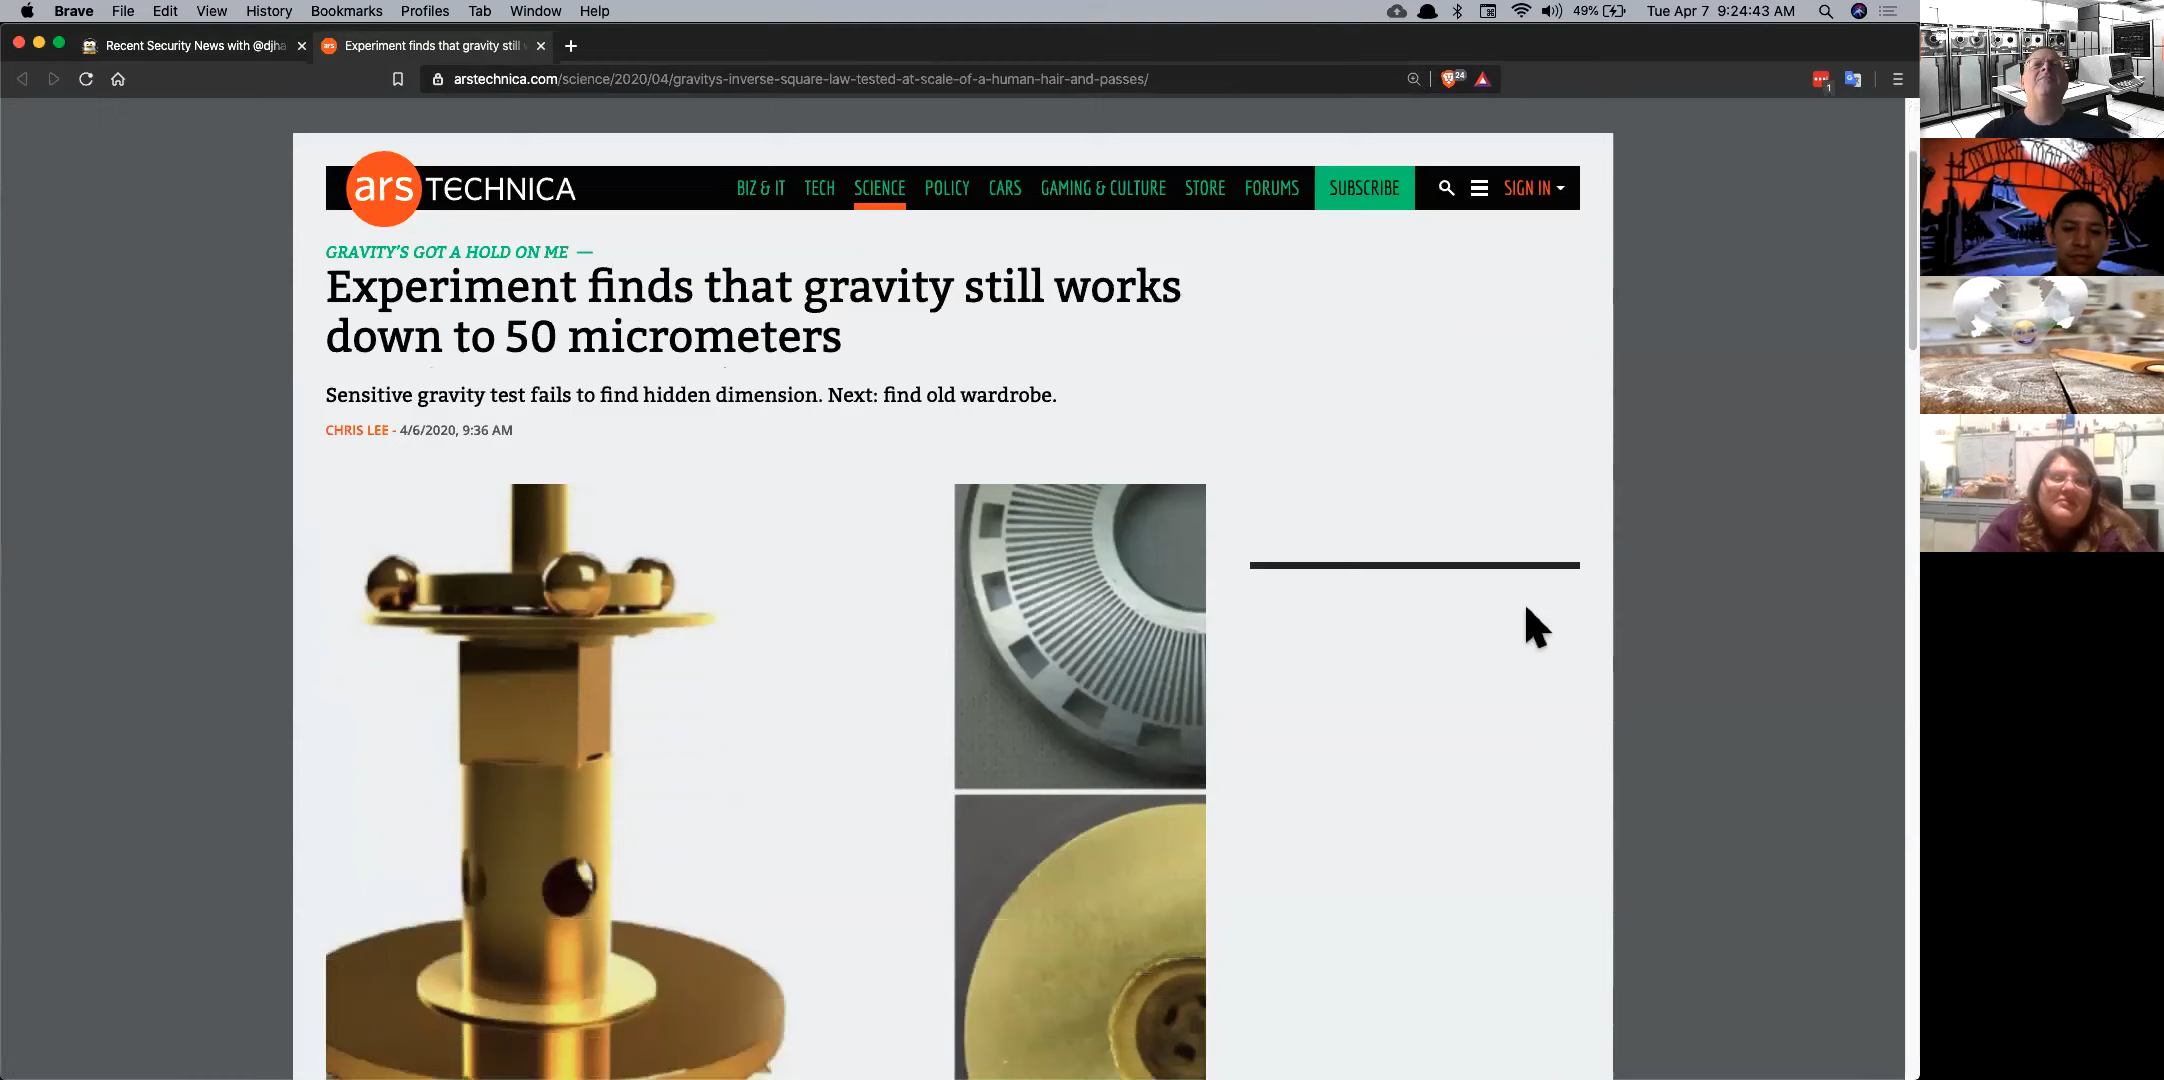 Brave File Edit View History Bookmarks Profiles Tab Window Help 49% Tue Apr 7 9:24:43 AM
Recent Security News with @djha
ars Experiment finds that gravity still
arstechnica.com/science/2020/04/gravitys-inverse-square-law-tested-at-scale-of-a-human-hair-and-passes/ 24 1
ars TECHNICA BIZ & IT TECH SCIENCE POLICY CARS GAMING & CULTURE STORE FORUMS SUBSCRIBE SIGN IN
GRAVITY'S GOT A HOLD ON ME —
Experiment finds that gravity still works
down to 50 micrometers
Sensitive gravity test fails to find hidden dimension. Next: find old wardrobe.
CHRIS LEE - 4/6/2020, 9:36 AM